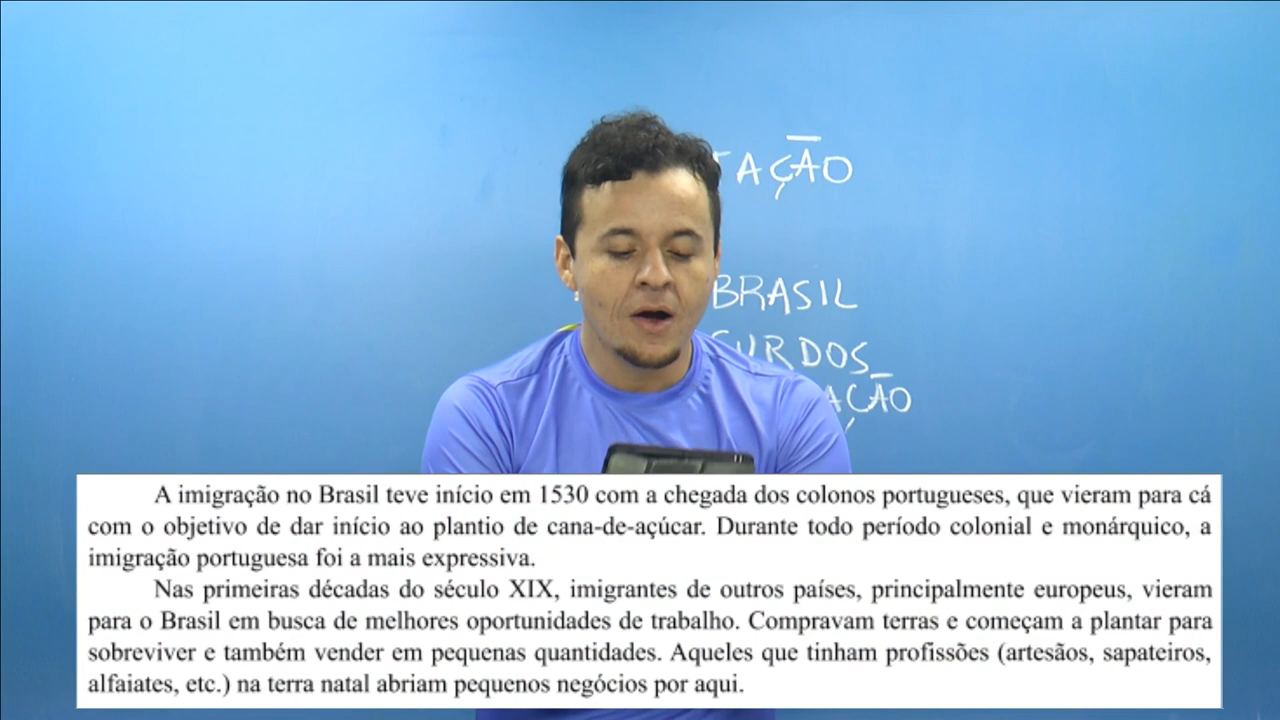 BRASIL
SURDOS
A imigração no Brasil teve início em 1530 com a chegada dos colonos portugueses, que vieram para cá
com o objetivo de dar início ao plantio de cana-de-açúcar. Durante todo período colonial e monárquico, a
imigração portuguesa foi a mais expressiva.
Nas primeiras décadas do século XIX, imigrantes de outros países, principalmente europeus, vieram
para o Brasil em busca de melhores oportunidades de trabalho. Compravam terras e começam a plantar para
sobreviver e também vender em pequenas quantidades. Aqueles que tinham profissões (artesãos, sapateiros,
alfaiates, etc.) na terra natal abriam pequenos negócios por aqui.